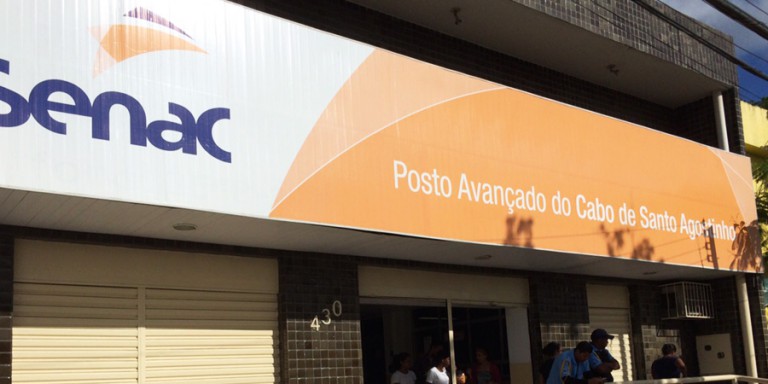 Senac
Posto Avançado do Cabo de Santo Agostinho
430